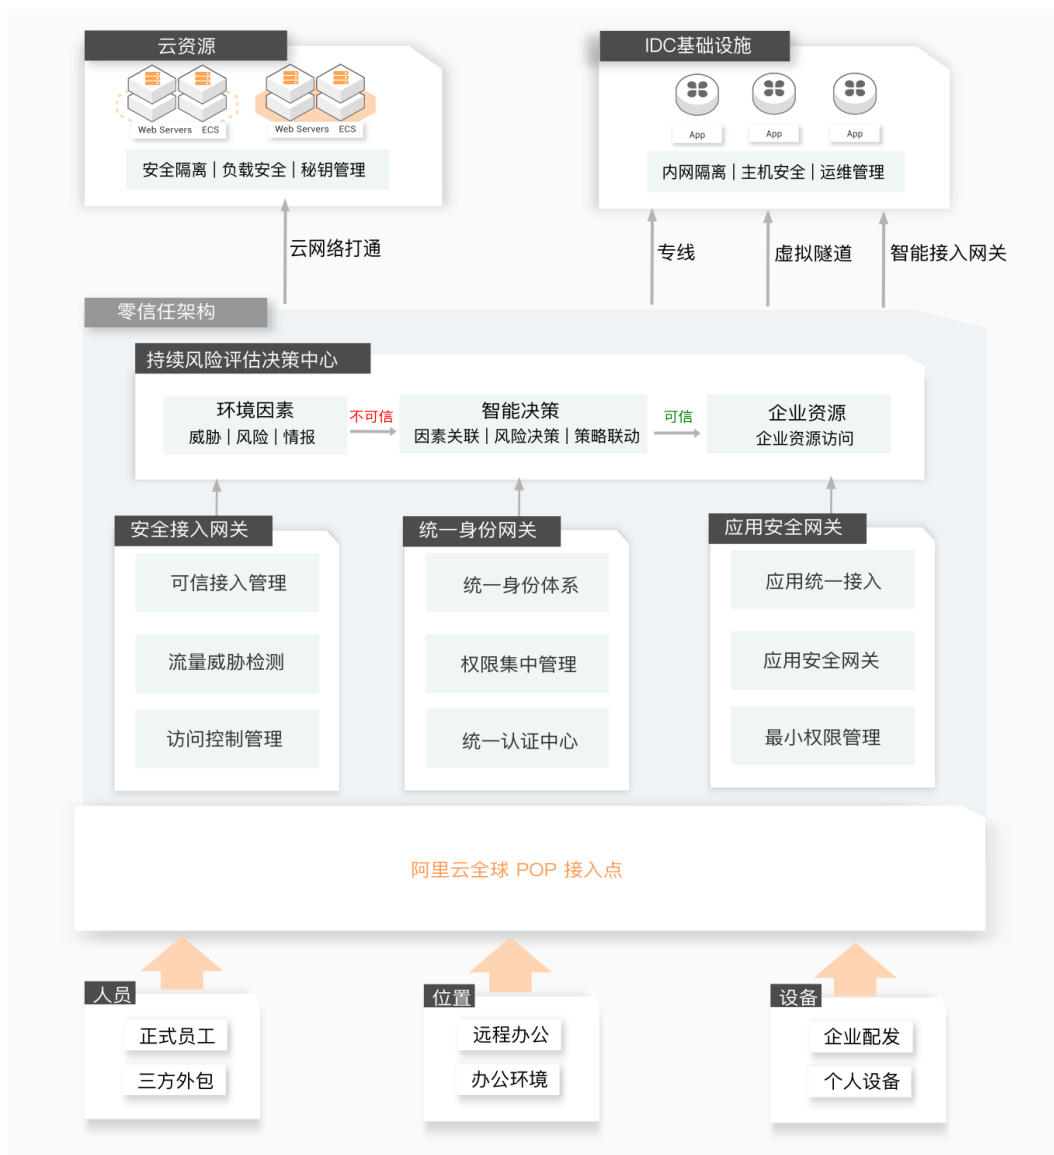 云资源
Web Servers ECS
Web Servers ECS
安全隔离 | 负载安全 | 秘钥管理
IDC基础设施
App
App
App
内网隔离 | 主机安全 | 运维管理
云网络打通
专线
虚拟隧道
智能接入网关
零信任架构
持续风险评估决策中心
环境因素
威胁 | 风险 | 情报
不可信
智能决策
因素关联 | 风险决策 | 策略联动
可信
企业资源
企业资源访问
安全接入网关
可信接入管理
流量威胁检测
访问控制管理
统一身份网关
统一身份体系
权限集中管理
统一认证中心
应用安全网关
应用统一接入
应用安全网关
最小权限管理
阿里云全球 POP 接入点
人员
正式员工
三方外包
位置
远程办公
办公环境
设备
企业配发
个人设备